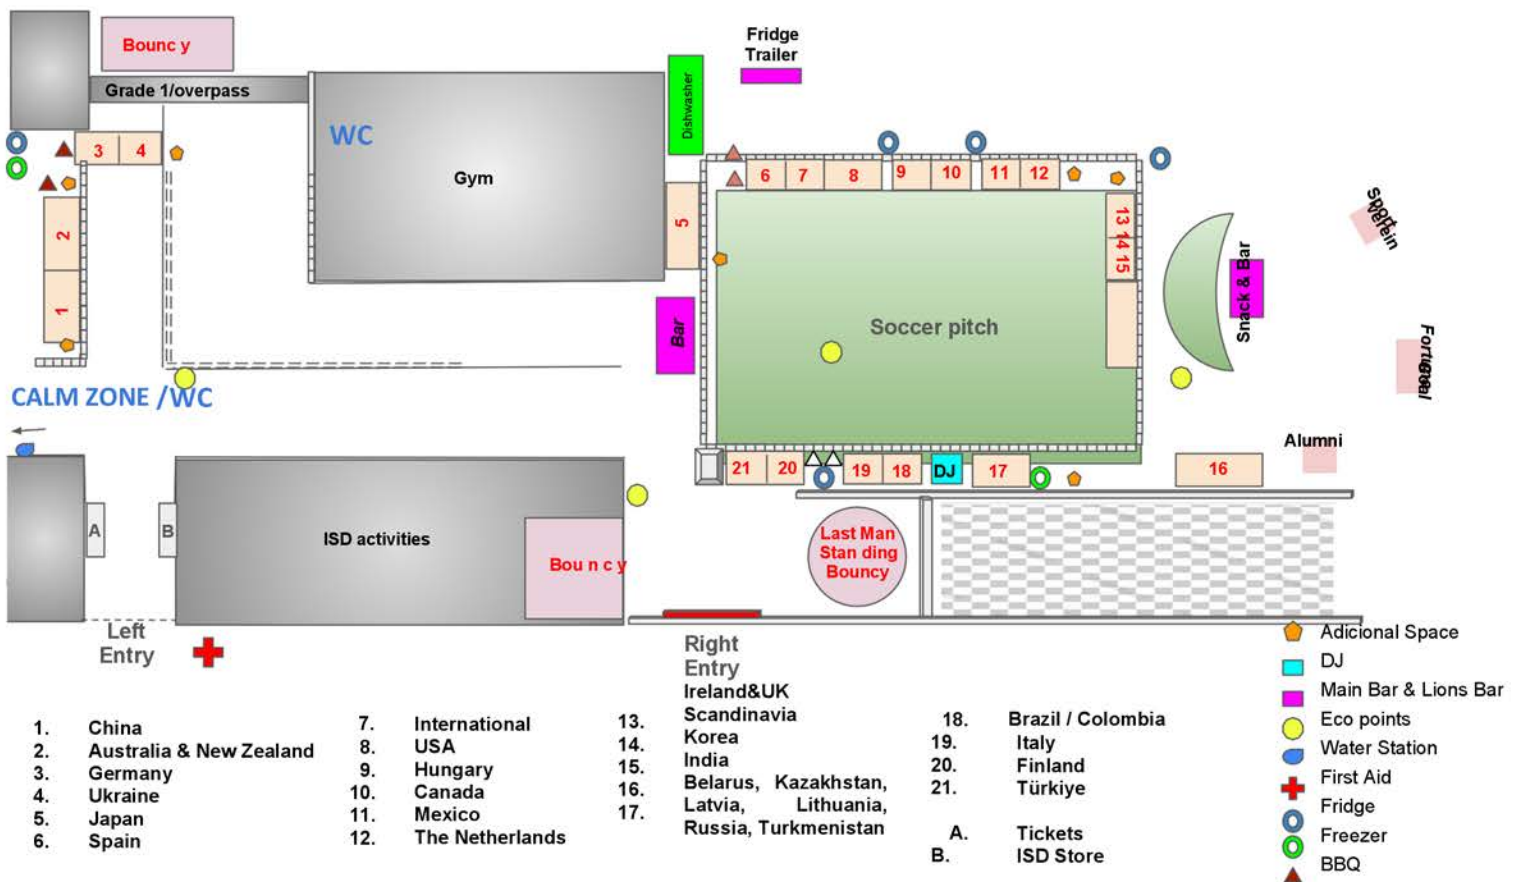 Bounc y
Grade 1/overpass
WC
Gym
Dishwasher
Fridge
Trailer
3
4
2
1
5
6
7
8
9
10
11
12
13
14
15
Bar
Soccer pitch
Snack & Bar
Sport
Verein
CALM ZONE /WC
Alumni
21
20
19
18
DJ
17
16
A
B
ISD activities
Bou n c y
Last Man
Stan ding
Bouncy
Left
Entry
Right
Entry
1. China
2. Australia & New Zealand
3. Germany
4. Ukraine
5. Japan
6. Spain
7. International
8. USA
9. Hungary
10. Canada
11. Mexico
12. The Netherlands
13.
14.
15.
16.
17.
Ireland&UK
Scandinavia
Korea
India
Belarus, Kazakhstan,
Latvia, Lithuania,
Russia, Turkmenistan
18. Brazil / Colombia
19. Italy
20. Finland
21. Türkiye
A. Tickets
B. ISD Store
Adicional Space
DJ
Main Bar & Lions Bar
Eco points
Water Station
First Aid
Fridge
Freezer
BBQ